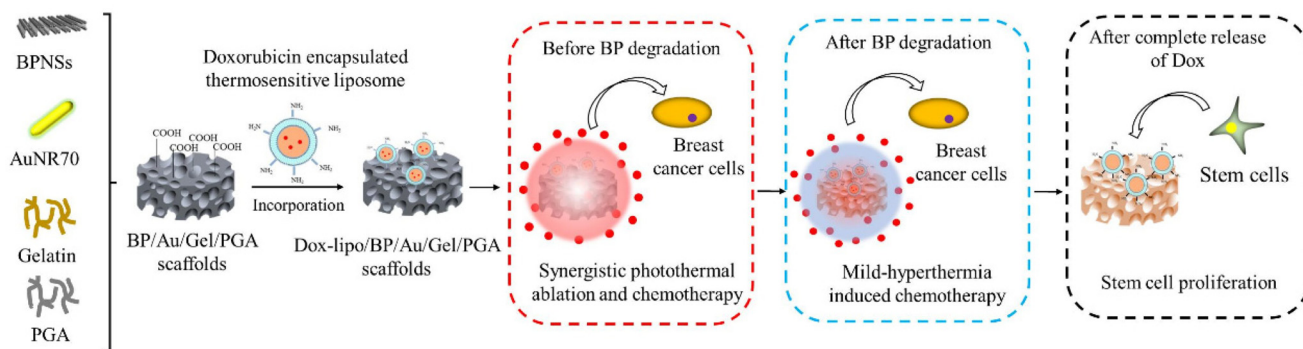 BPNSs
AuNR70
Gelatin
PGA
Doxorubicin encapsulated
thermosensitive liposome
COOH
COOH
COOH
COOH
NH2
H2N
NH2
H2N
NH2
NH2
Incorporation
BP/Au/Gel/PGA
scaffolds
Dox-lipo/BP/Au/Gel/PGA
scaffolds
Before BP degradation
Breast
cancer cells
Synergistic photothermal
ablation and chemotherapy
After BP degradation
Breast
cancer cells
Mild-hyperthermia
induced chemotherapy
After complete release
of Dox
Stem cells
Stem cell proliferation